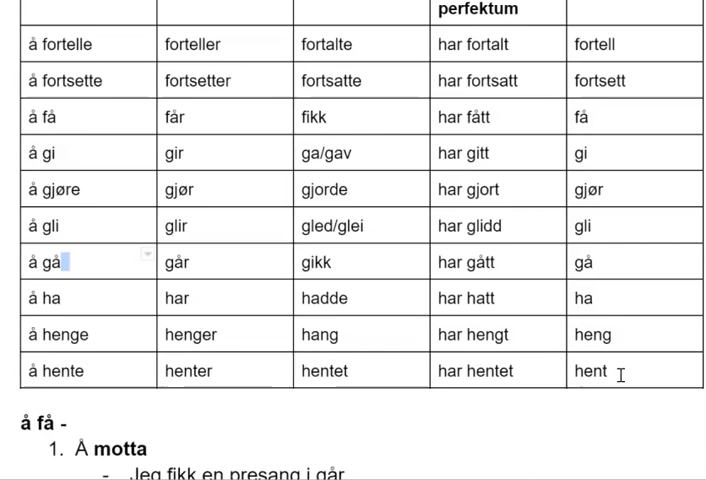 perfektum
å fortelle forteller fortalte har fortalt fortell
å fortsette fortsetter fortsatte har fortsatt fortsett
å få får fikk har fått få
å gi gir ga/gav har gitt gi
å gjøre gjør gjorde har gjort gjør
å gli glir gled/glei har glidd gli
å gå går gikk har gått gå
å ha har hadde har hatt ha
å henge henger hang har hengt heng
å hente henter hentet har hentet hent
å få -
1. Å motta
- Jeg fikk en presang i går